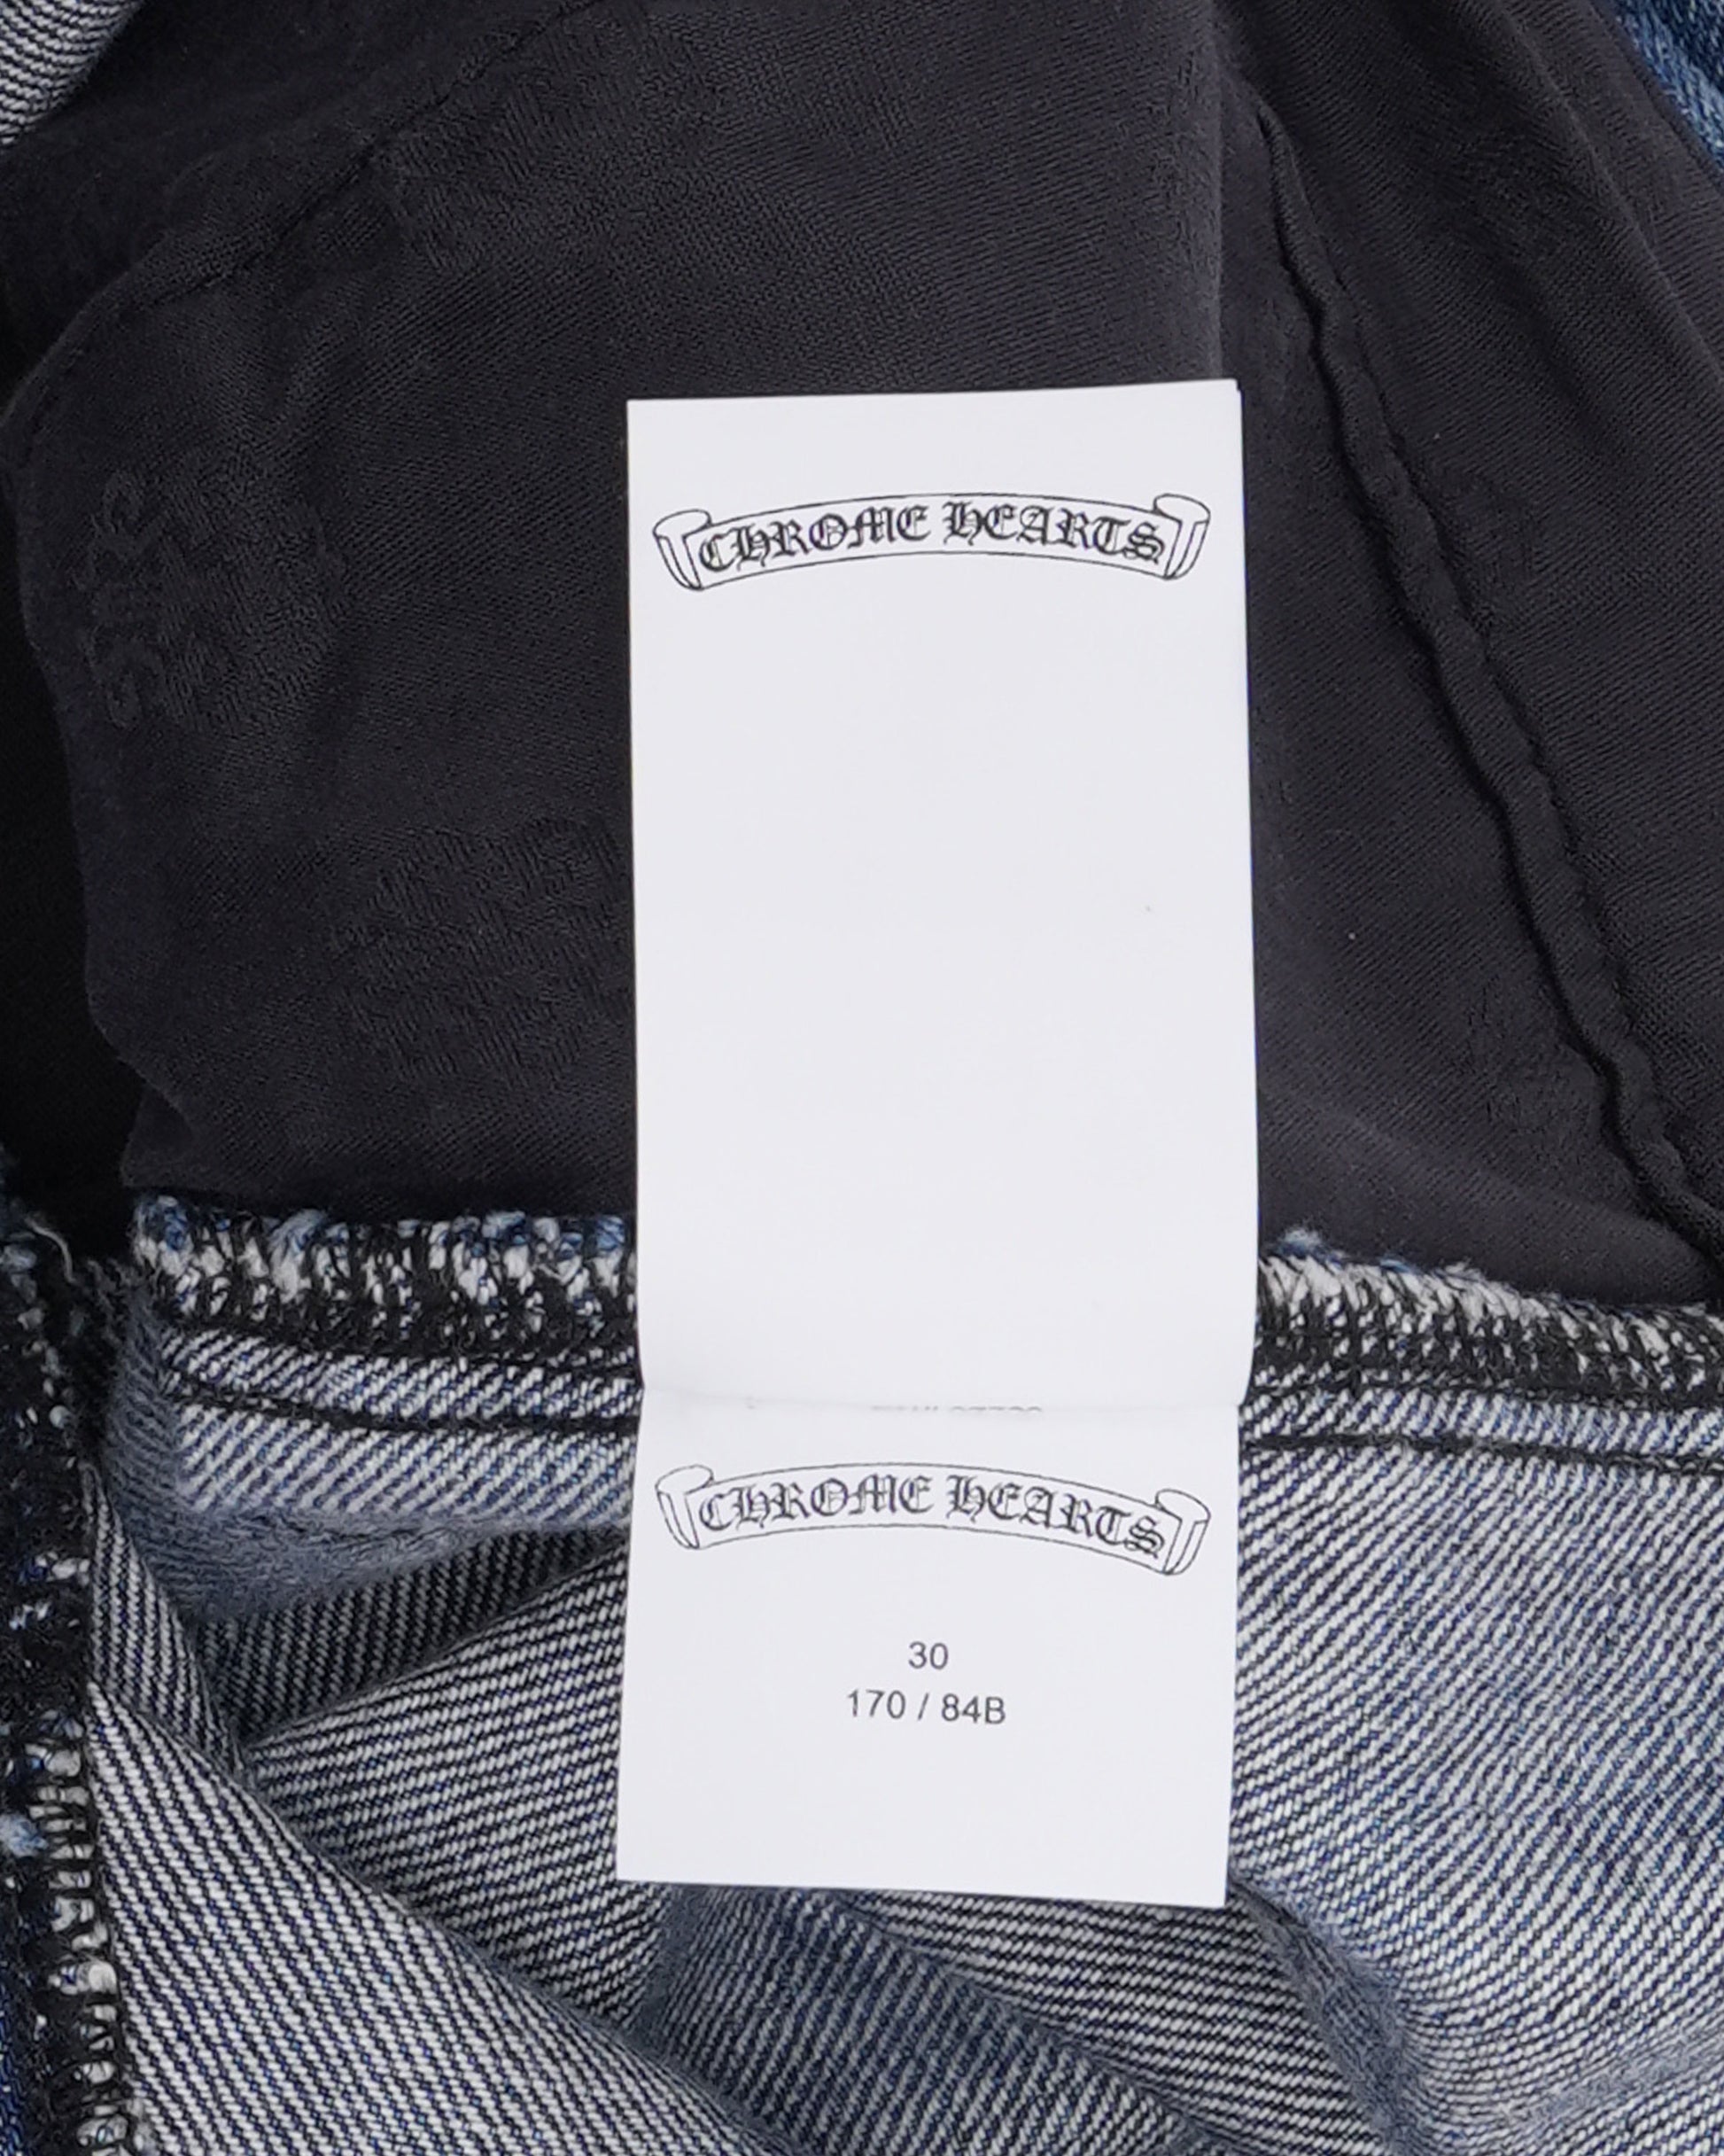 CHROME HEARTS
CHROME HEARTS
30
170 / 84B